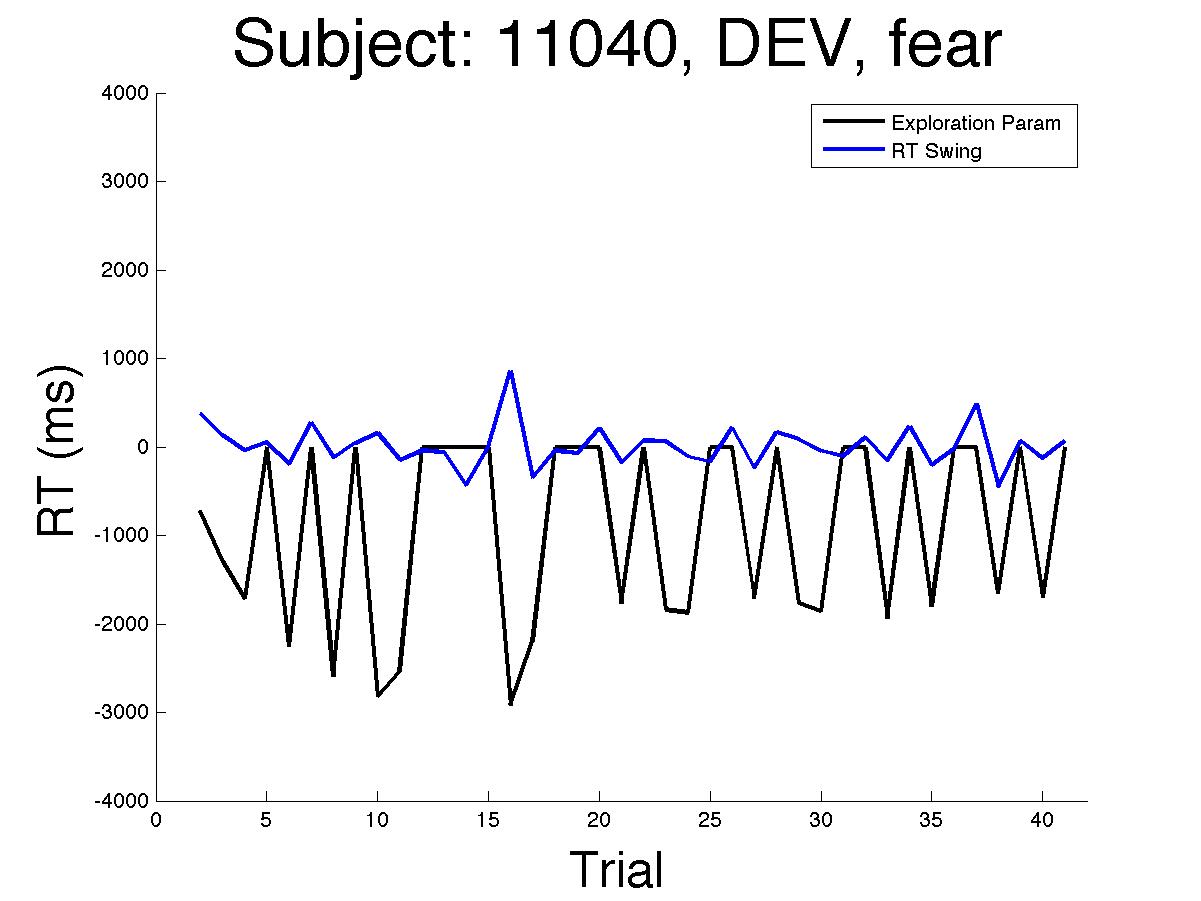 Subject: 11040, DEV, fear
4000
3000
2000
1000
0
-1000
-2000
-3000
-4000
RT (ms)
Exploration Param
RT Swing
0 5 10 15 20 25 30 35 40
Trial